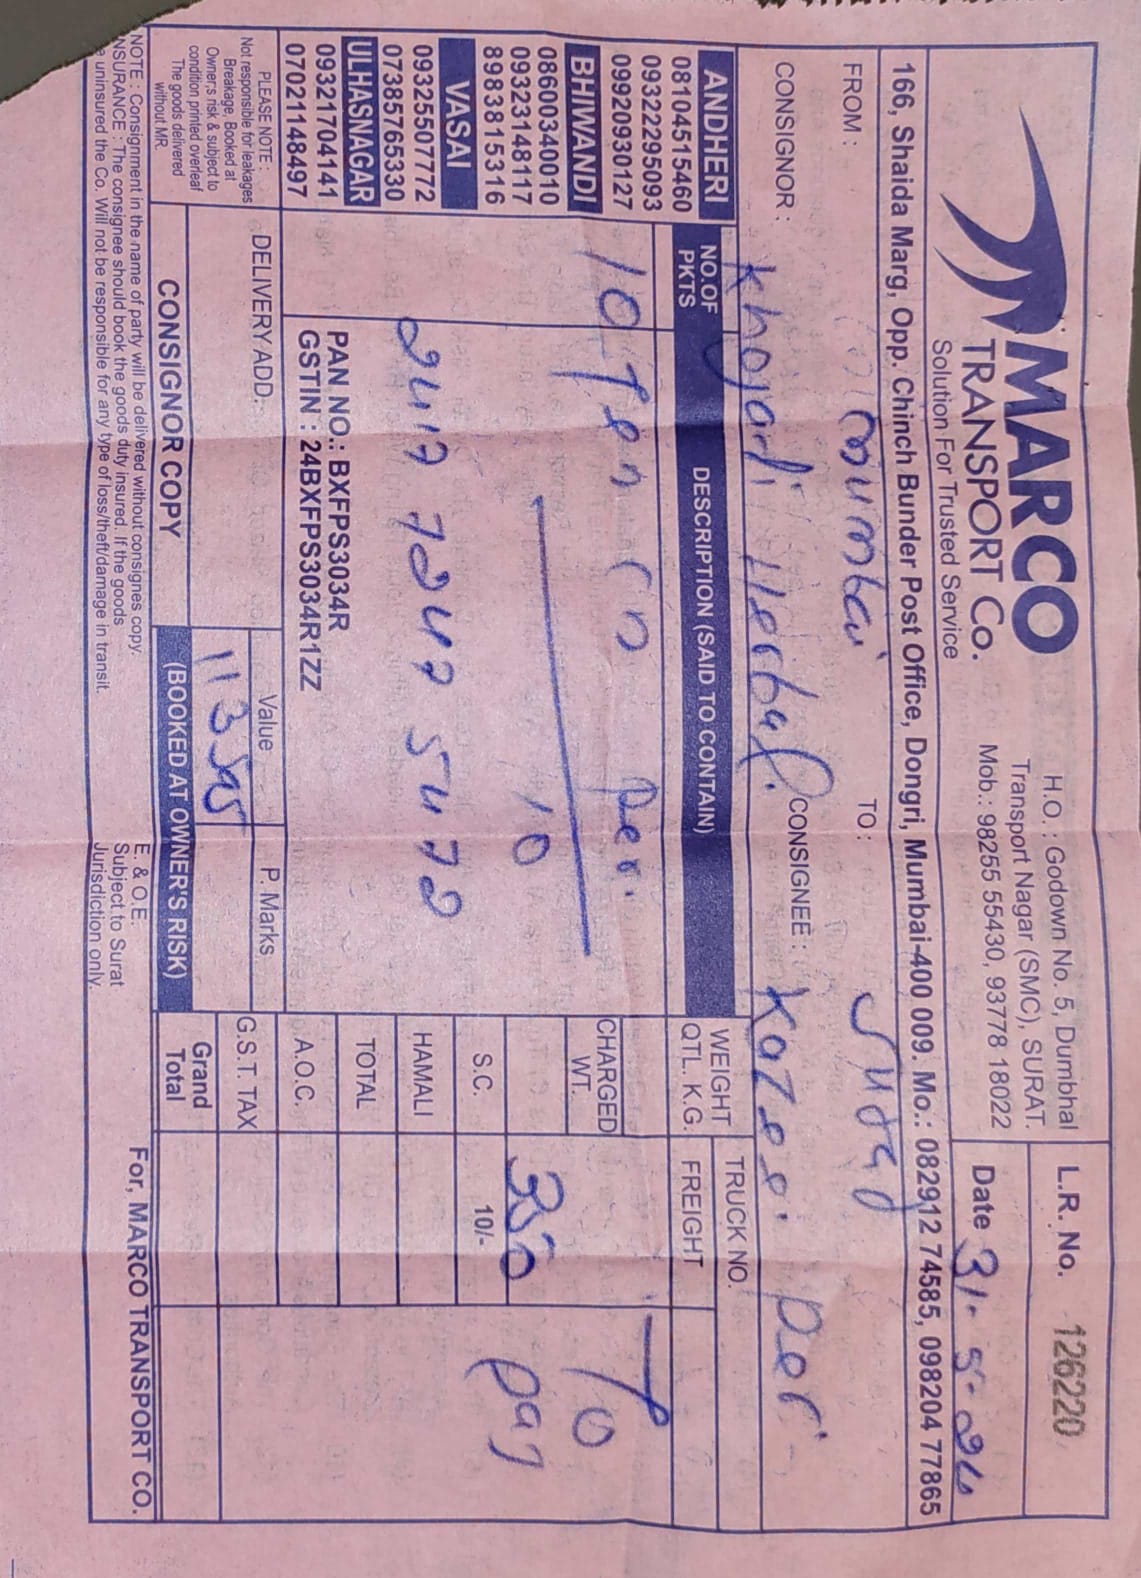 MARCO
TRANSPORT Co.
Solution For Trusted Service
H.O. : Godown No. 5, Dumbhal
Transport Nagar (SMC), SURAT.
Mob.: 98255 55430, 93778 18022
L.R. No. 126220
Date 31.5.24
166, Shaida Marg, Opp. Chinch Bunder Post Office, Dongri, Mumbai-400 009. Mo.: 082912 74585, 098204 77865
FROM : mumbai TO : Surat
CONSIGNOR : Khojati Herbal. CONSIGNEE :
ANDHERI
08104515460
09322295093
09920930127
BHIWANDI
08600340010
09323148117
8983815316
VASAI
09325507772
07385765330
ULHASNAGAR
09321704141
07021148497
NO.OF PKTS
DESCRIPTION (SAID TO CONTAIN)
WEIGHT
QTL. K.G.
TRUCK NO.
FREIGHT
10
10
CHARGED
WT.
350
To
pay
S.C. 10/-
HAMALI
TOTAL
A.O.C.
G.S.T. TAX
Grand
Total
PAN NO.: BXFPS3034R
GSTIN : 24BXFPS3034R1ZZ
PLEASE NOTE :
Not responsible for leakages
Breakage, Booked at
Owner's risk & subject to
condition printed overleaf
The goods delivered
without MR.
DELIVERY ADD.
Value
P. Marks
CONSIGNOR COPY
(BOOKED AT OWNER'S RISK)
NOTE : Consignment in the name of party will be delivered without consignes copy.
NSURANCE : The consignee should book the goods duty insured. If the goods
e uninsured the Co. Will not be responsible for any type of loss/theft/damage in transit.
E. & O.E.
Subject to Surat
Jurisdiction only.
For, MARCO TRANSPORT CO.